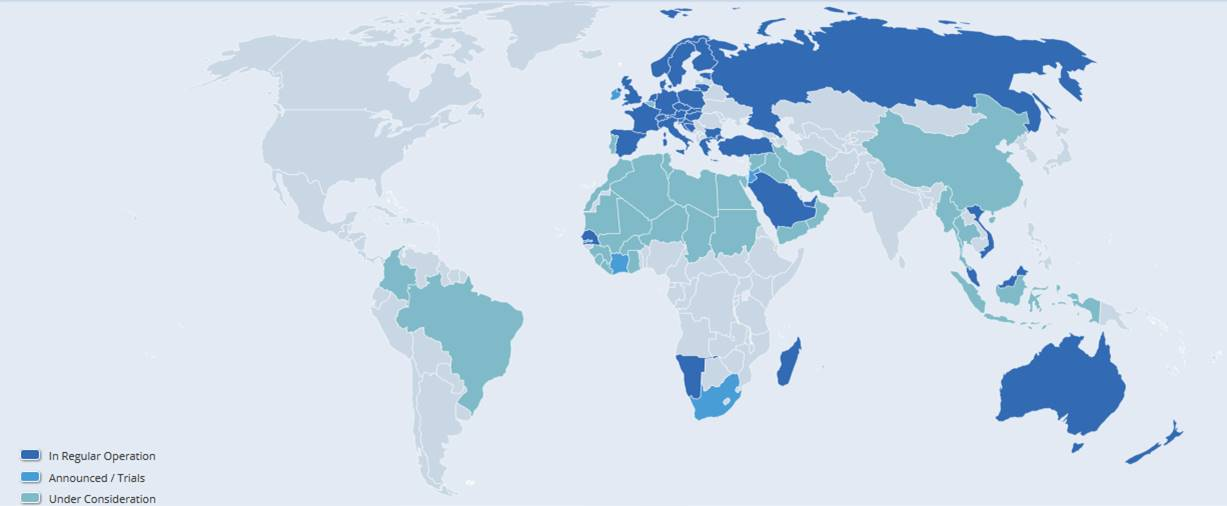 In Regular Operation
Announced / Trials
Under Consideration